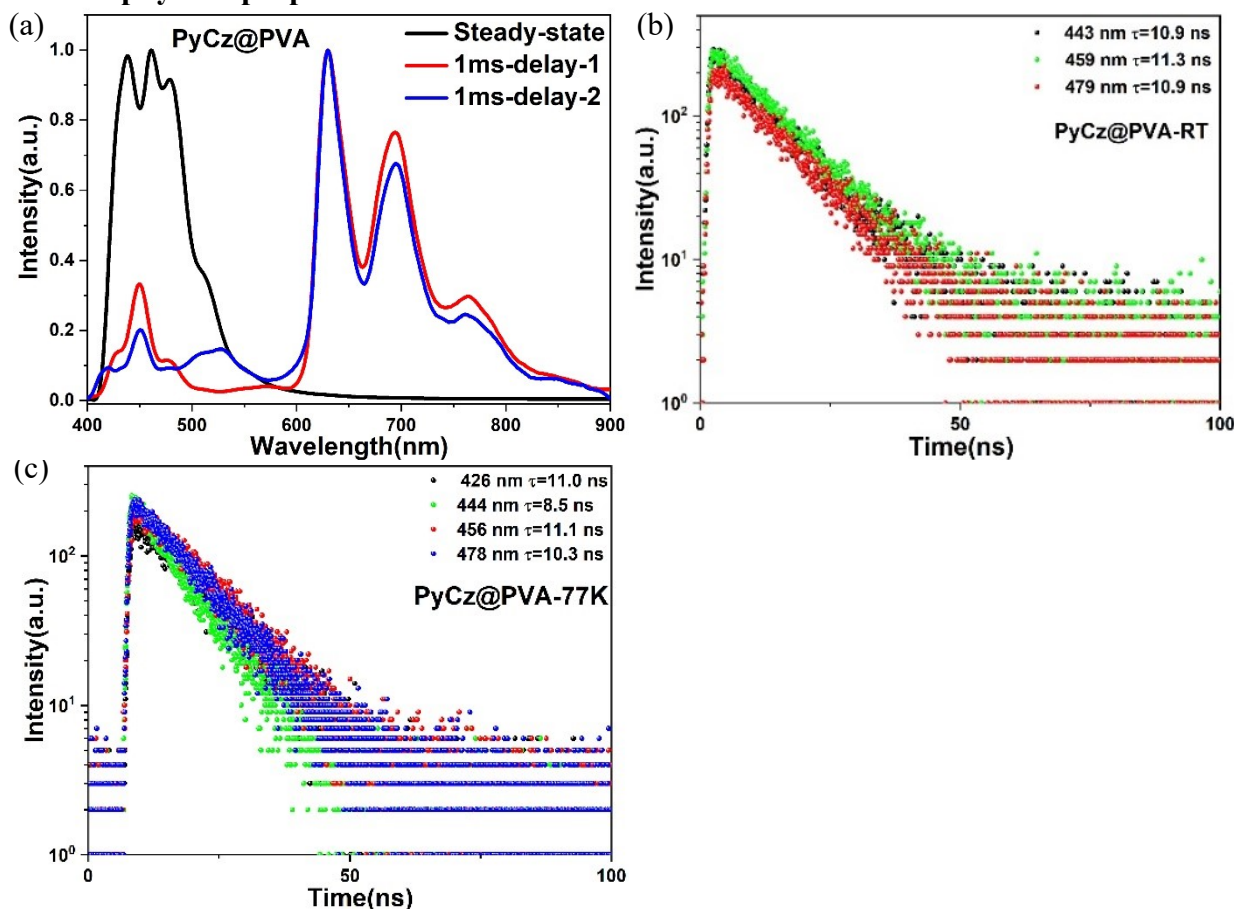 (a)
PyCz@PVA
Steady-state
1ms-delay-1
1ms-delay-2
1.0
0.8
0.6
0.4
0.2
0.0
Intensity(a.u.)
400 500 600 700 800 900
Wavelength(nm)
(b)
443 nm τ=10.9 ns
459 nm τ=11.3 ns
479 nm τ=10.9 ns
PyCz@PVA-RT
10²
10¹
10⁰
Intensity(a.u.)
0 50 100
Time(ns)
(c)
426 nm τ=11.0 ns
444 nm τ=8.5 ns
456 nm τ=11.1 ns
478 nm τ=10.3 ns
PyCz@PVA-77K
10²
10¹
10⁰
Intensity(a.u.)
0 50 100
Time(ns)